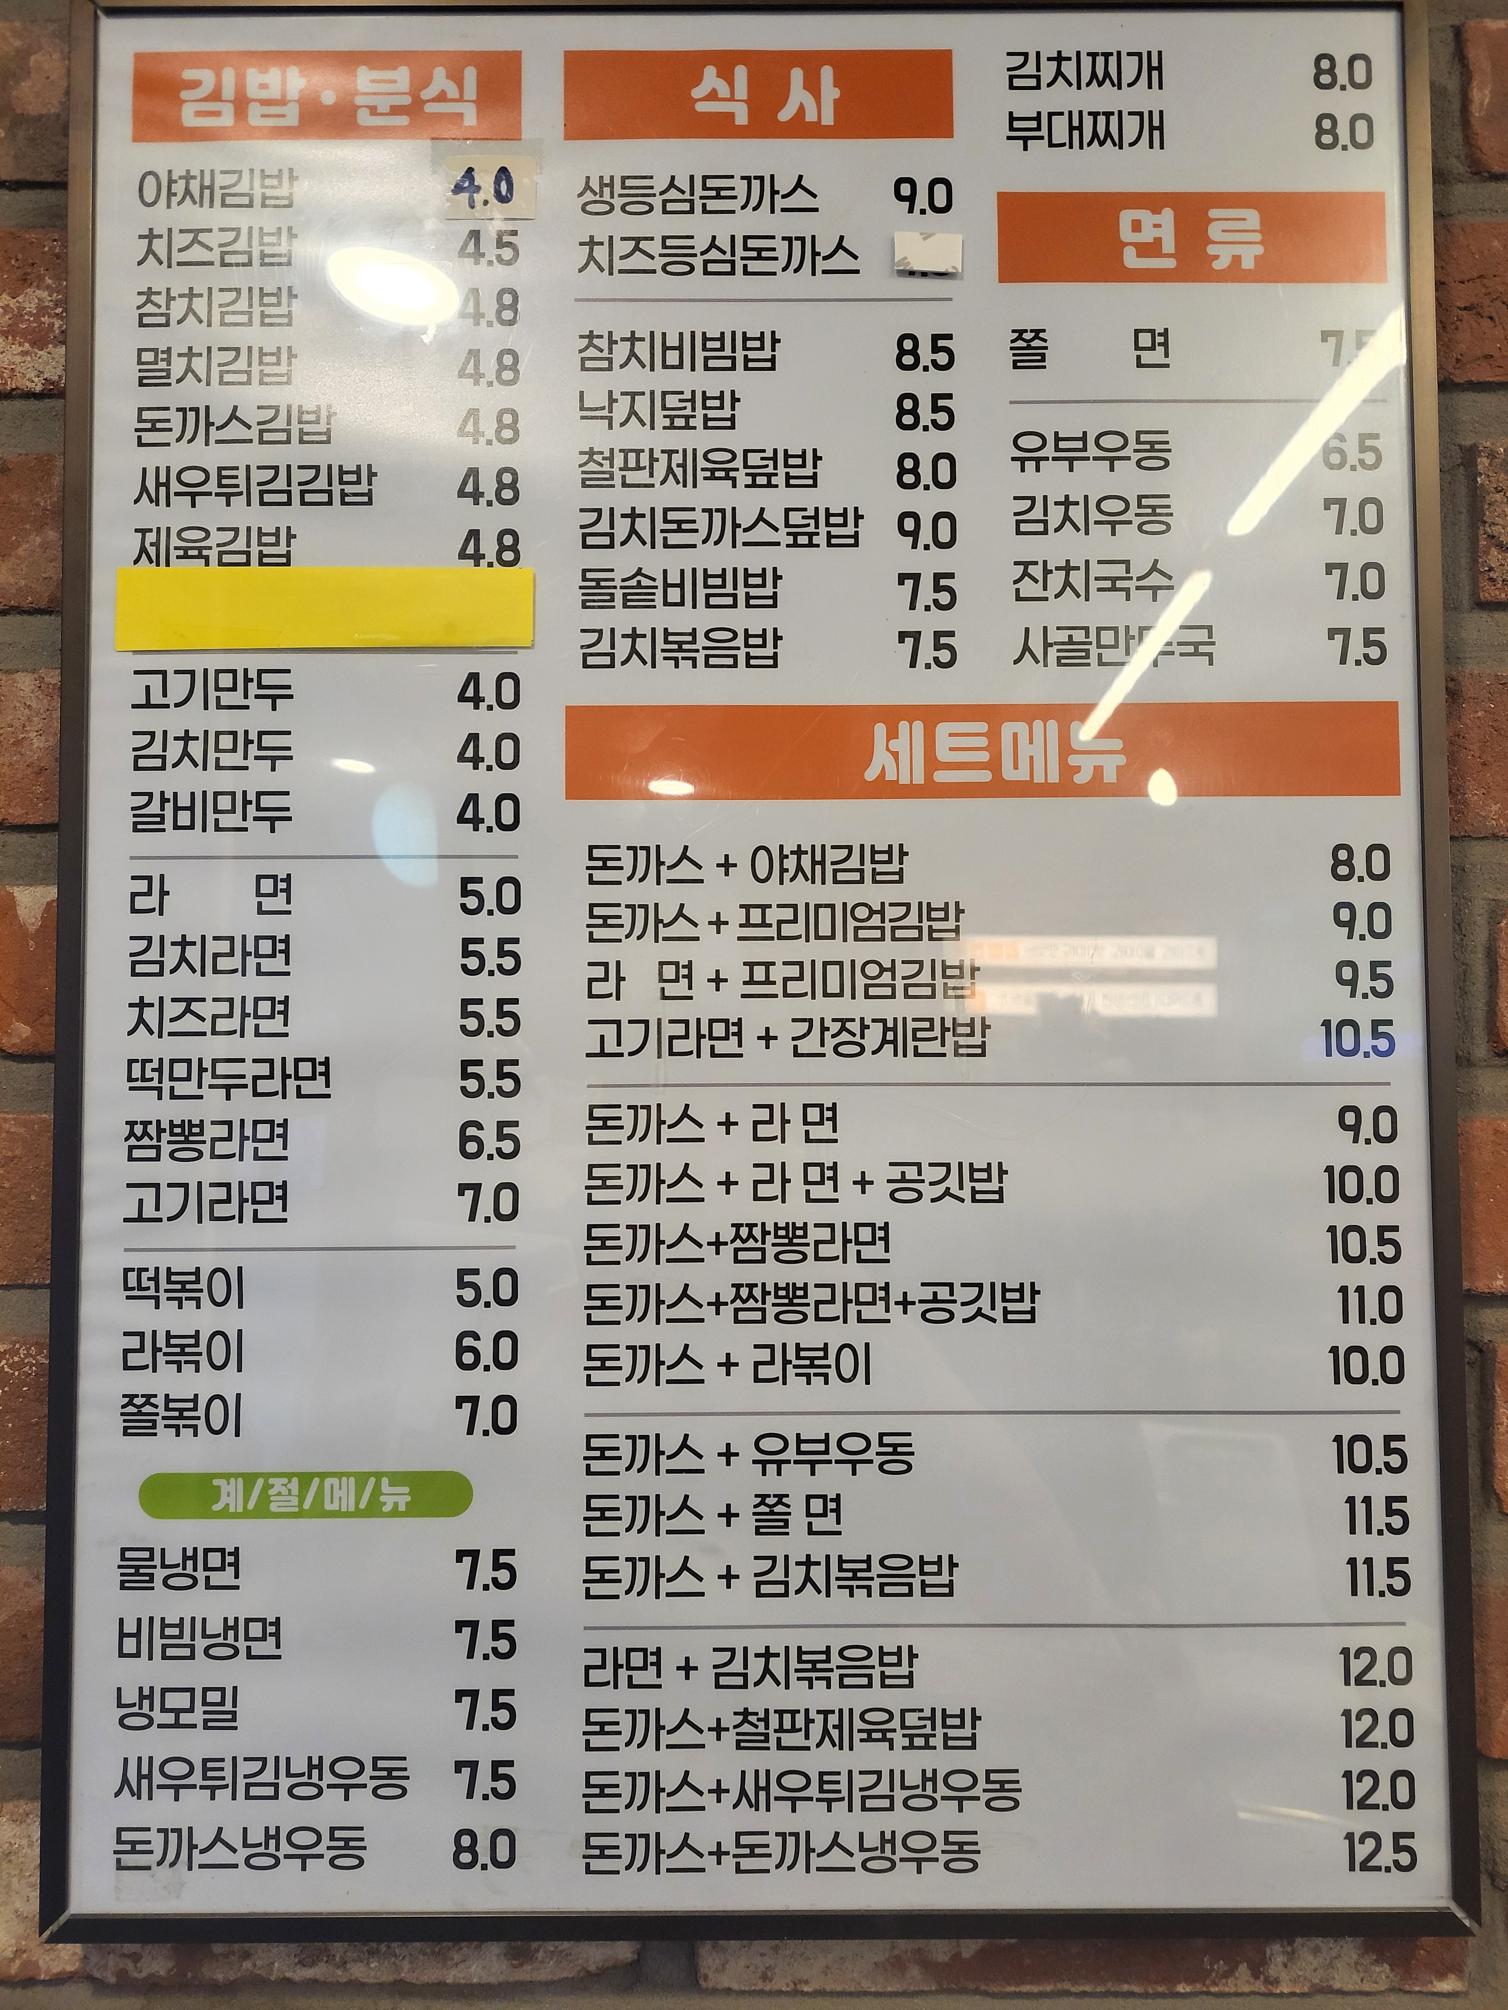 김밥·분식
야채김밥 4.0
치즈김밥 4.5
참치김밥 4.8
멸치김밥 4.8
돈까스김밥 4.8
새우튀김김밥 4.8
제육김밥 4.8
고기만두 4.0
김치만두 4.0
갈비만두 4.0
라 면 5.0
김치라면 5.5
치즈라면 5.5
떡만두라면 5.5
짬뽕라면 6.5
고기라면 7.0
떡볶이 5.0
라볶이 6.0
쫄볶이 7.0
계/절/메/뉴
물냉면 7.5
비빔냉면 7.5
냉모밀 7.5
새우튀김냉우동 7.5
돈까스냉우동 8.0
식 사
생등심돈까스 9.0
치즈등심돈까스
참치비빔밥 8.5
낙지덮밥 8.5
철판제육덮밥 8.0
김치돈까스덮밥 9.0
돌솥비빔밥 7.5
김치볶음밥 7.5
김치찌개 8.0
부대찌개 8.0
면 류
쫄 면 7.5
유부우동 6.5
김치우동 7.0
잔치국수 7.0
사골만두국 7.5
세트메뉴
돈까스 + 야채김밥 8.0
돈까스 + 프리미엄김밥 9.0
라 면 + 프리미엄김밥 9.5
고기라면 + 간장계란밥 10.5
돈까스 + 라 면 9.0
돈까스 + 라 면 + 공깃밥 10.0
돈까스+짬뽕라면 10.5
돈까스+짬뽕라면+공깃밥 11.0
돈까스 + 라볶이 10.0
돈까스 + 유부우동 10.5
돈까스 + 쫄 면 11.5
돈까스 + 김치볶음밥 11.5
라면 + 김치볶음밥 12.0
돈까스+철판제육덮밥 12.0
돈까스+새우튀김냉우동 12.0
돈까스+돈까스냉우동 12.5